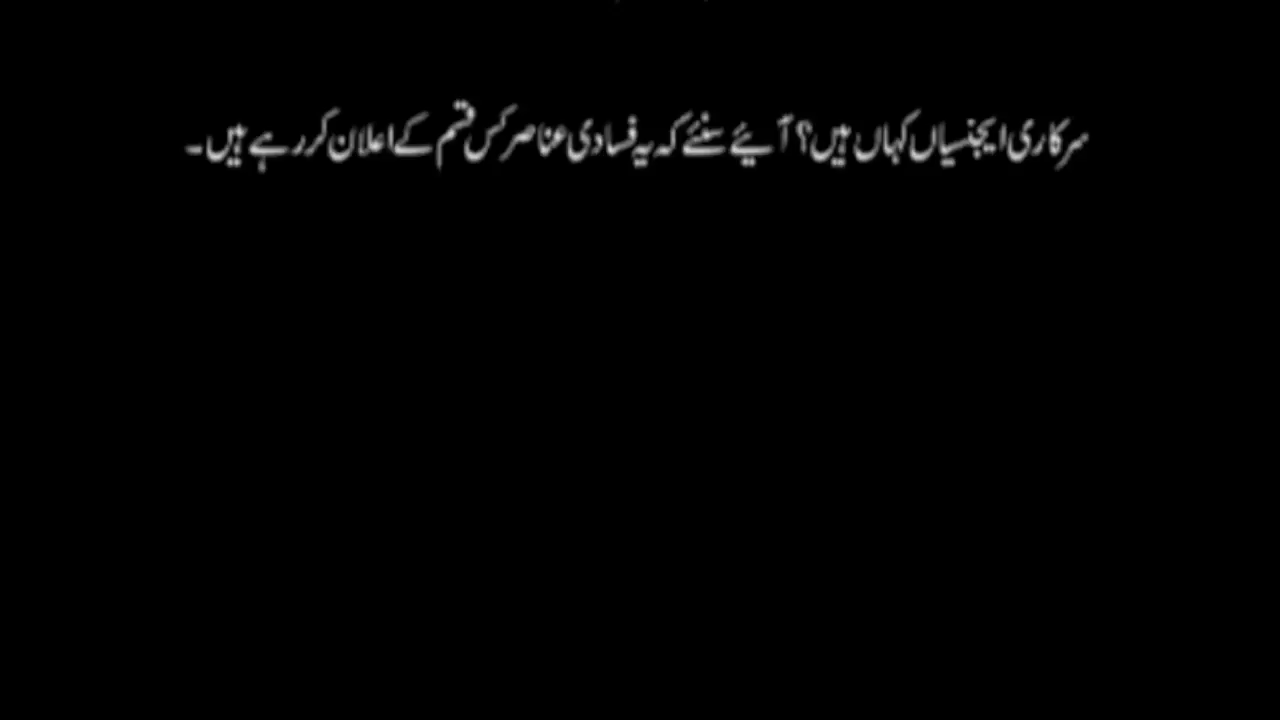 سرکاری ایجنسیاں کہاں ہیں؟ آیئے سنئے کہ یہ فسادی عناصر کس قسم کے اعلان کر رہے ہیں۔